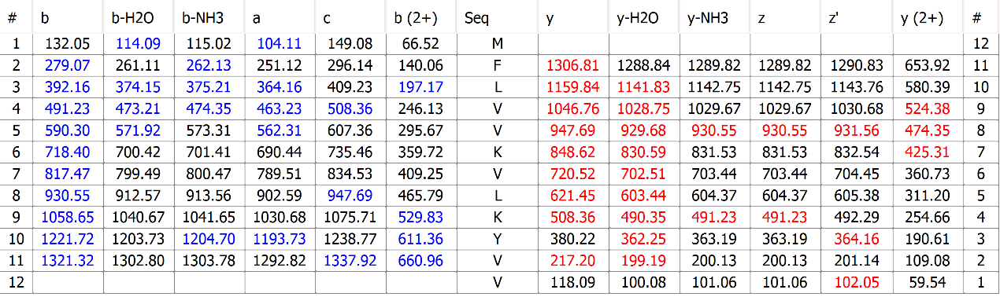 # b b-H2O b-NH3 a c b (2+) Seq y y-H2O y-NH3 z z' y (2+) #
1 132.05 114.09 115.02 104.11 149.08 66.52 M 12
2 279.07 261.11 262.13 251.12 296.14 140.06 F 1306.81 1288.84 1289.82 1289.82 1290.83 653.92 11
3 392.16 374.15 375.21 364.16 409.23 197.17 L 1159.84 1141.83 1142.75 1142.75 1143.76 580.39 10
4 491.23 473.21 474.35 463.23 508.36 246.13 V 1046.76 1028.75 1029.67 1029.67 1030.68 524.38 9
5 590.30 571.92 573.31 562.31 607.36 295.67 V 947.69 929.68 930.55 930.55 931.56 474.35 8
6 718.40 700.42 701.41 690.44 735.46 359.72 K 848.62 830.59 831.53 831.53 832.54 425.31 7
7 817.47 799.49 800.47 789.51 834.53 409.25 V 720.52 702.51 703.44 703.44 704.45 360.73 6
8 930.55 912.57 913.56 902.59 947.69 465.79 L 621.45 603.44 604.37 604.37 605.38 311.20 5
9 1058.65 1040.67 1041.65 1030.68 1075.71 529.83 K 508.36 490.35 491.23 491.23 492.29 254.66 4
10 1221.72 1203.73 1204.70 1193.73 1238.77 611.36 Y 380.22 362.25 363.19 363.19 364.16 190.61 3
11 1321.32 1302.80 1303.78 1292.82 1337.92 660.96 V 217.20 199.19 200.13 200.13 201.14 109.08 2
12 V 118.09 100.08 101.06 101.06 102.05 59.54 1